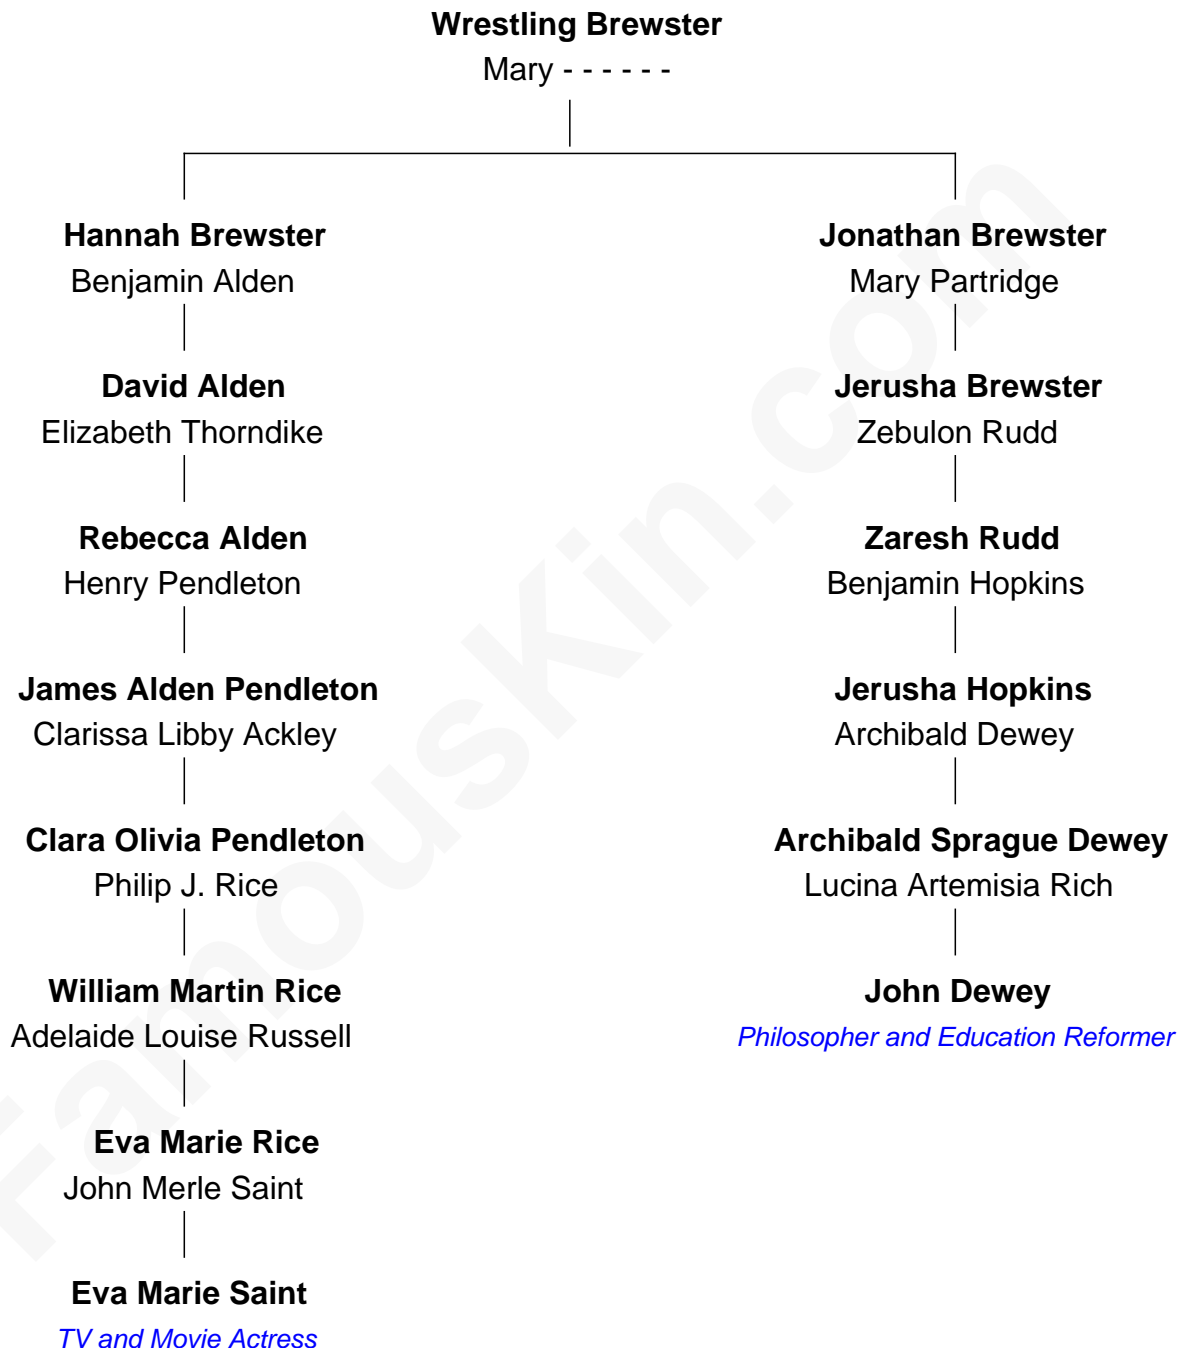 Wrestling Brewster
Mary - - - - - -
Hannah Brewster
Benjamin Alden
David Alden
Elizabeth Thorndike
Rebecca Alden
Henry Pendleton
James Alden Pendleton
Clarissa Libby Ackley
Clara Olivia Pendleton
Philip J. Rice
William Martin Rice
Adelaide Louise Russell
Eva Marie Rice
John Merle Saint
Eva Marie Saint
TV and Movie Actress
Jonathan Brewster
Mary Partridge
Jerusha Brewster
Zebulon Rudd
Zaresh Rudd
Benjamin Hopkins
Jerusha Hopkins
Archibald Dewey
Archibald Sprague Dewey
Lucina Artemisia Rich
John Dewey
Philosopher and Education Reformer
FamousKin.com